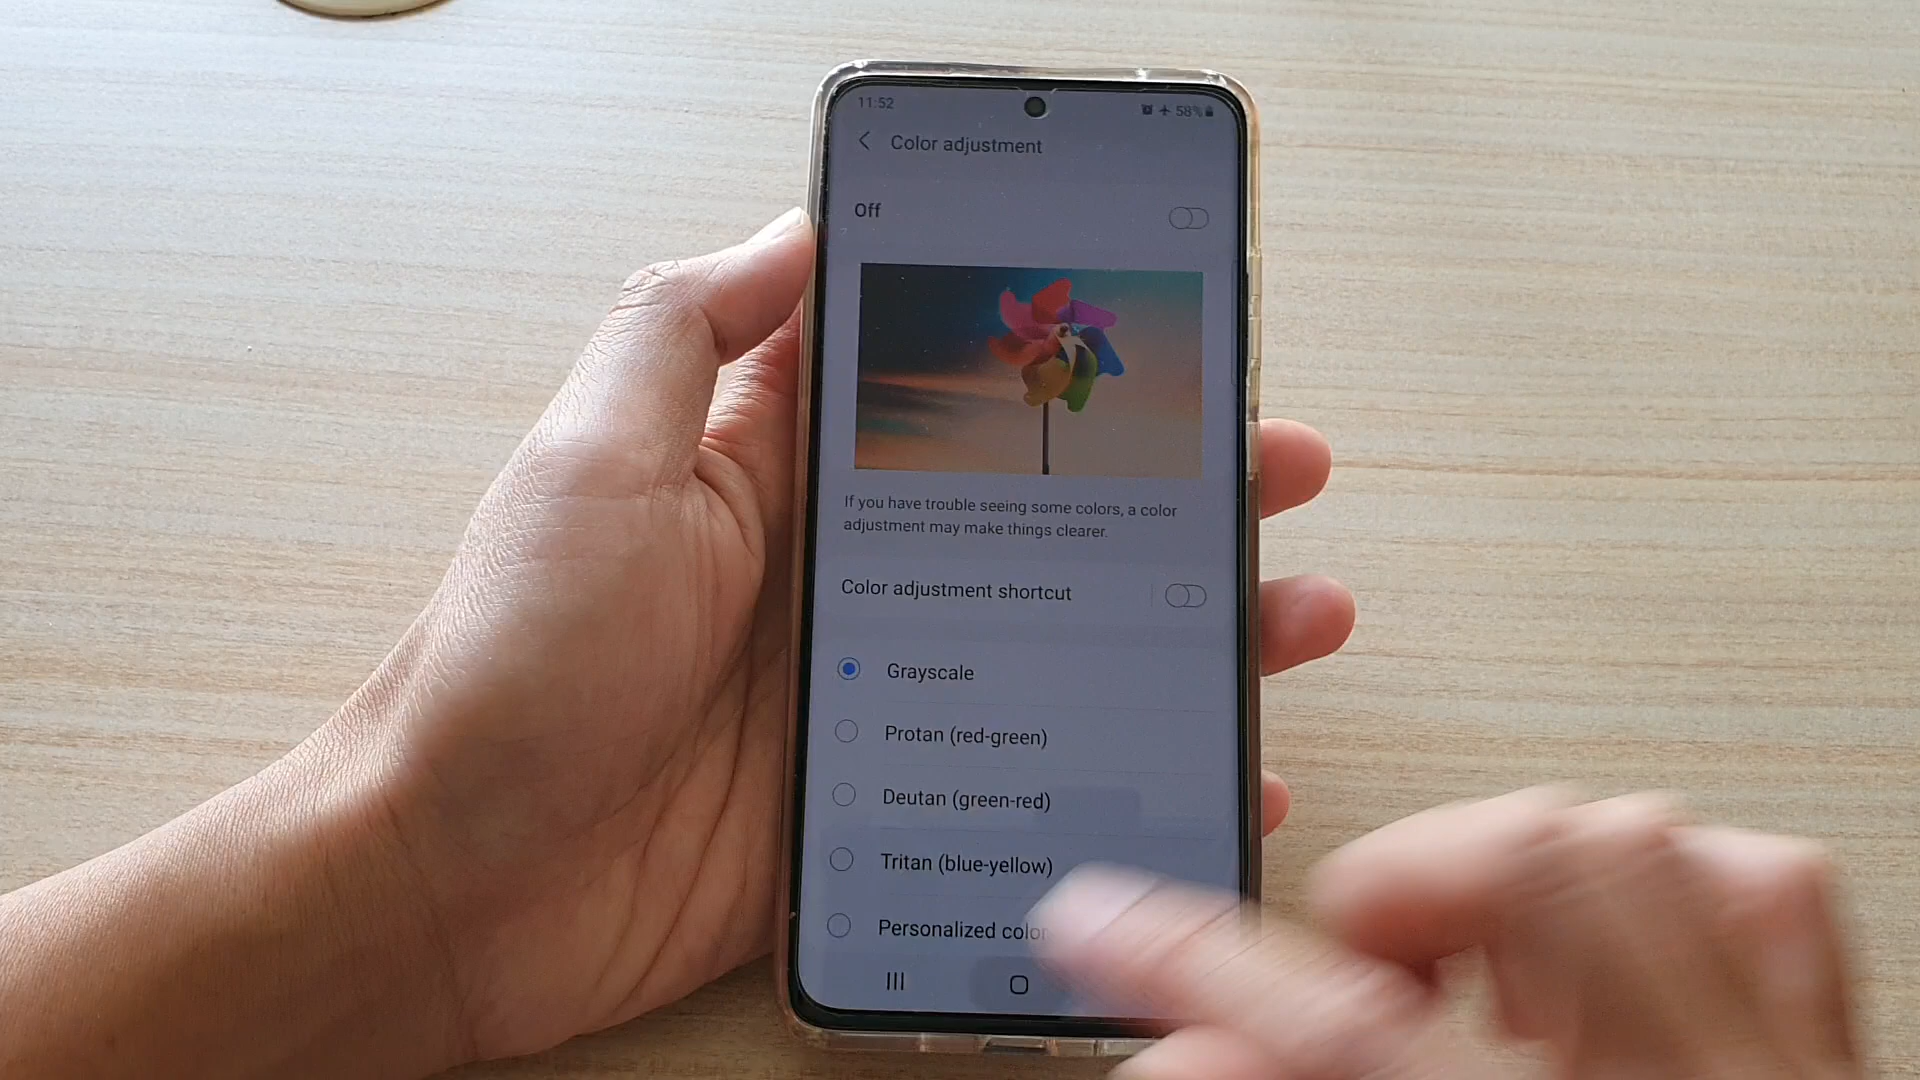 11:52
58%
Color adjustment
Off
If you have trouble seeing some colors, a color
adjustment may make things clearer.
Color adjustment shortcut
Grayscale
Protan (red-green)
Deutan (green-red)
Tritan (blue-yellow)
Personalized color